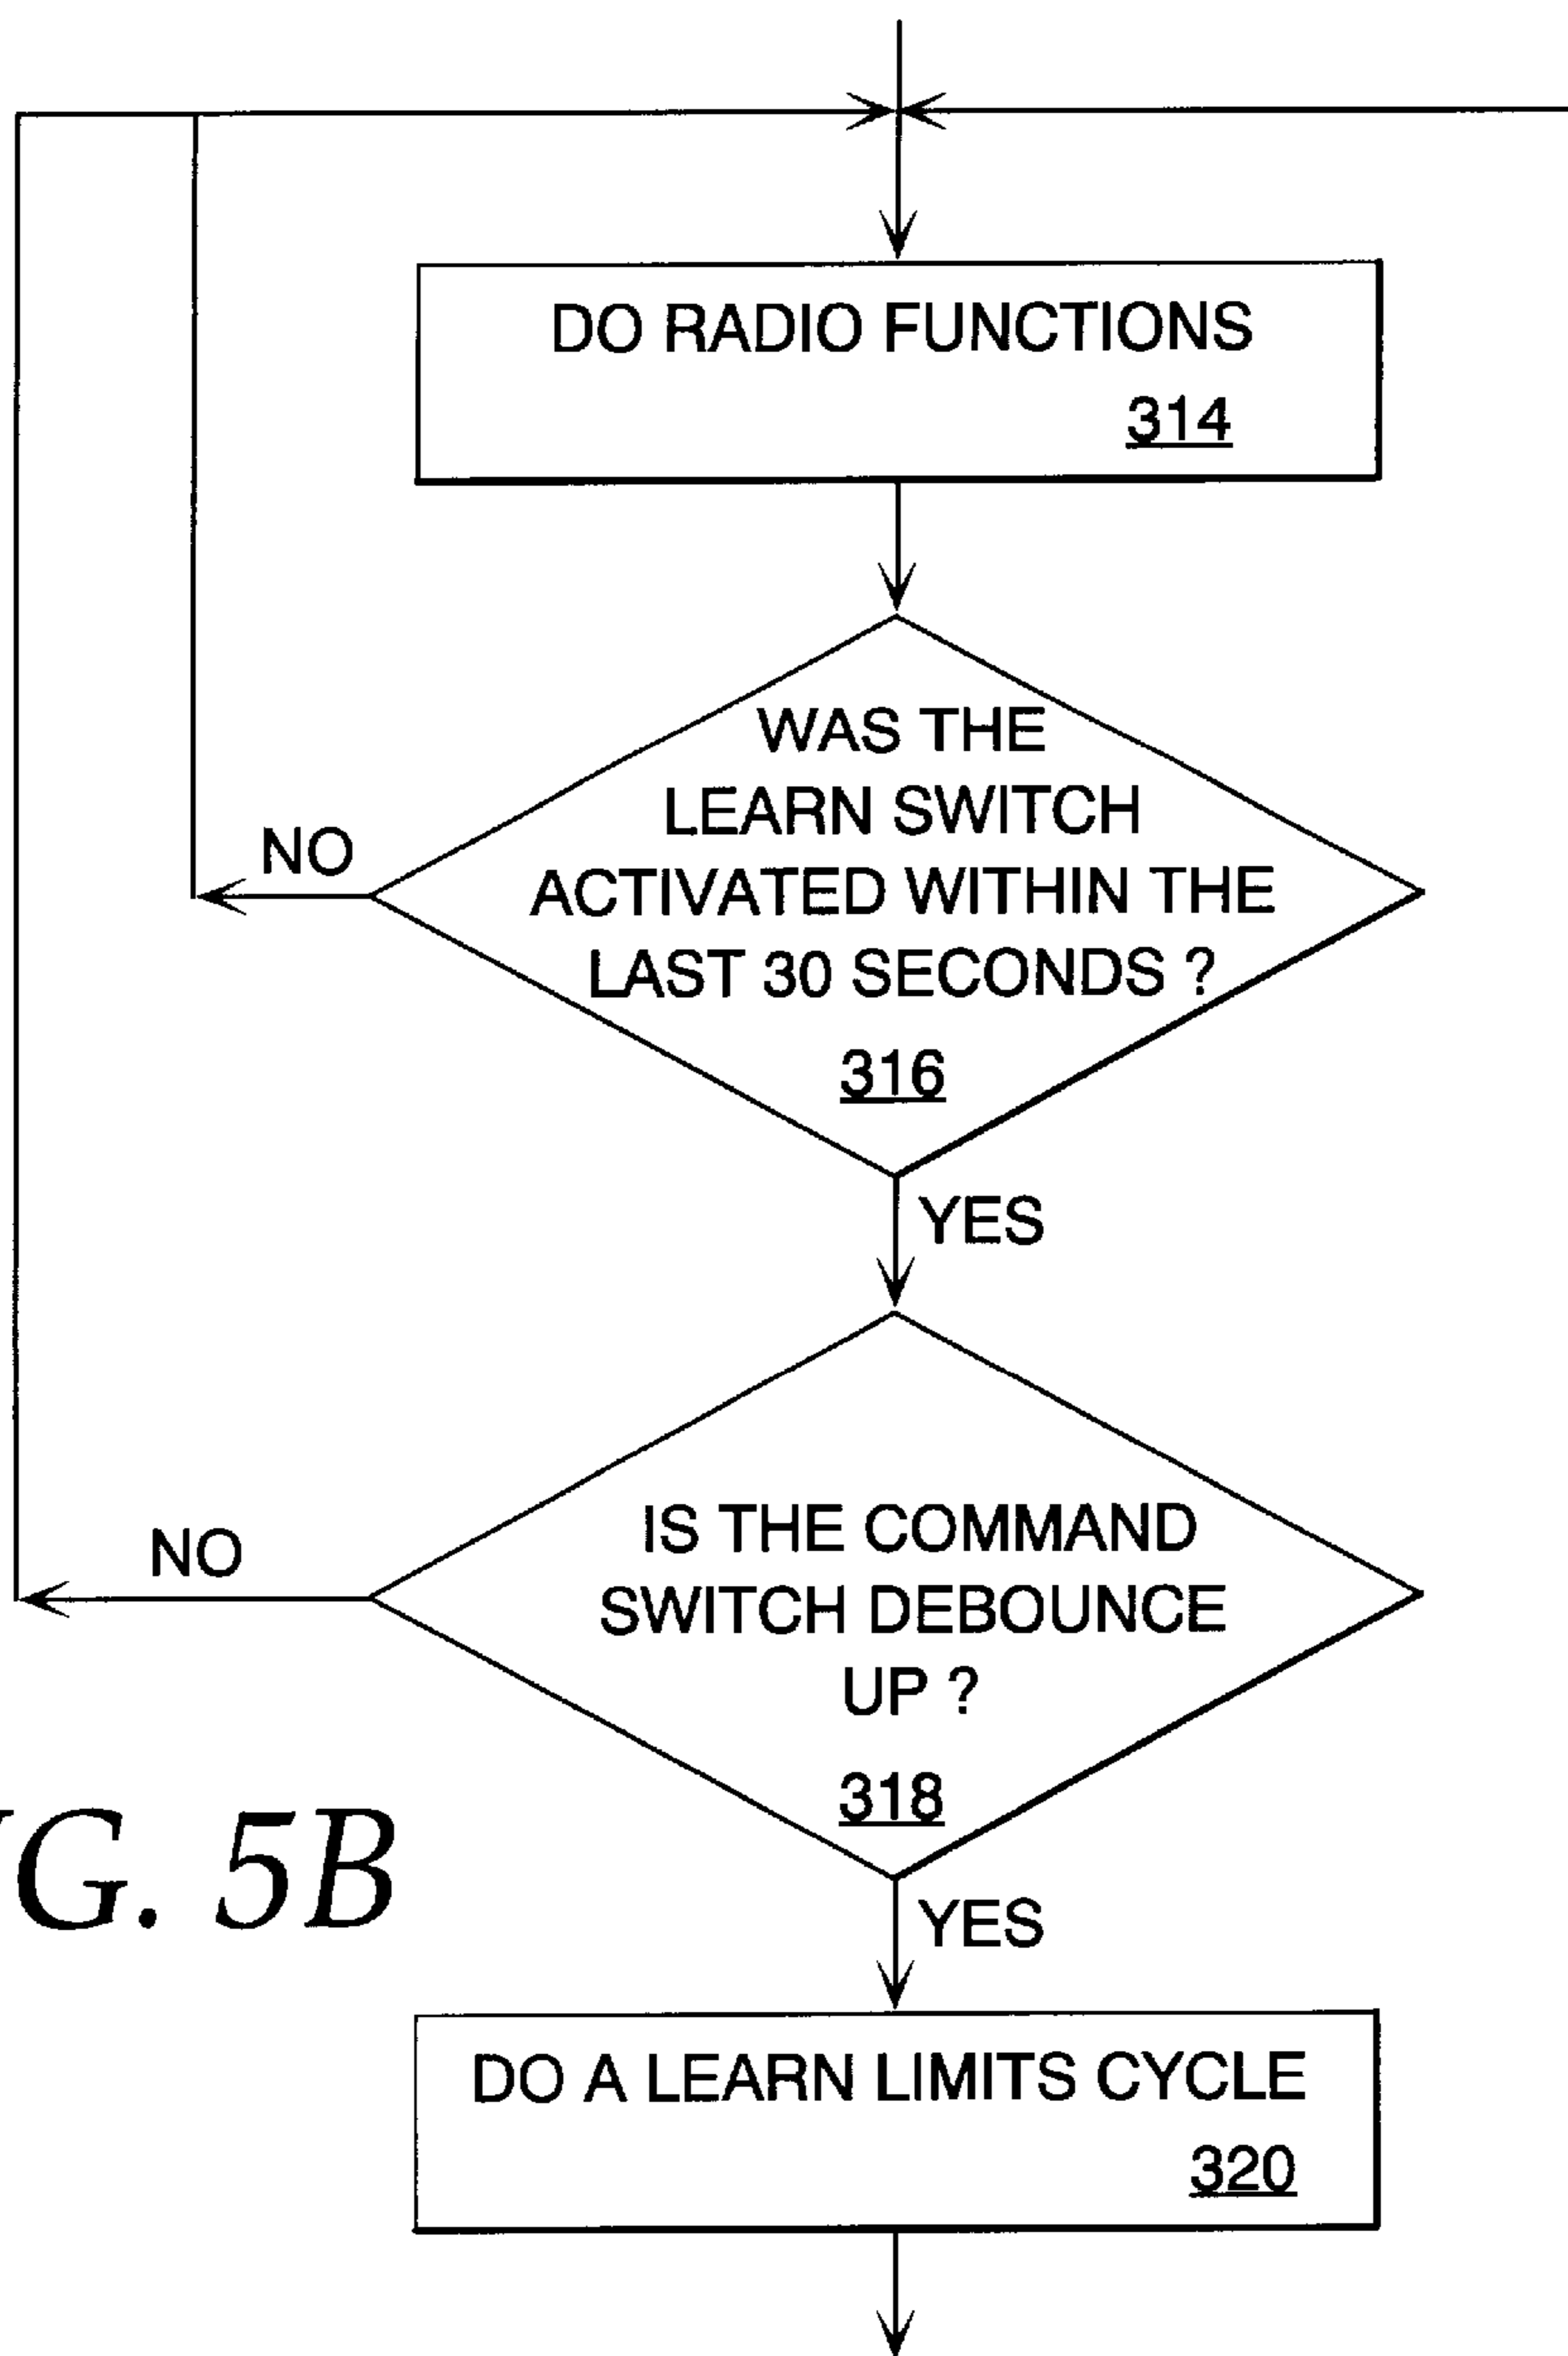 DO RADIO FUNCTIONS
314
WAS THE
LEARN SWITCH
ACTIVATED WITHIN THE
LAST 30 SECONDS ?
316
NO
YES
IS THE COMMAND
SWITCH DEBOUNCE
UP ?
318
NO
YES
G. 5B
DO A LEARN LIMITS CYCLE
320